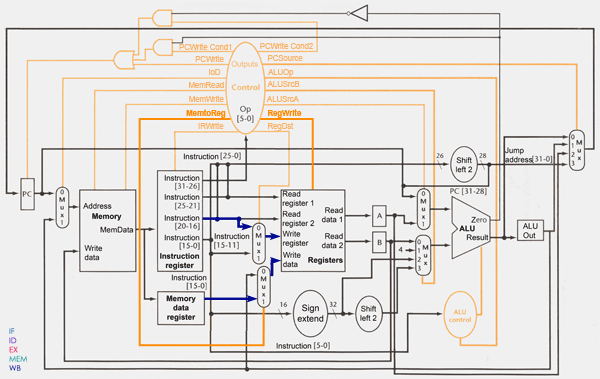 PCWrite Cond1
PCWrite Cond2
PCWrite
Outputs
PCSource
IoD
ALUOp
MemRead
Control
ALUSrcB
MemWrite
ALUSrcA
MemtoReg
Op
RegWrite
[5-0]
IRWrite
RegDst
Instruction [25-0]
26
Shift
left 2
28
Jump
address[31-0]
0
1
2
3
Mux
PC
0
Mux
1
Address
Memory
MemData
Write
data
Instruction
[31-26]
Instruction
[25-21]
Instruction
[20-16]
Instruction
[15-0]
Instruction
register
Instruction
[15-11]
Instruction
[15-0]
Memory
data
register
0
Mux
1
0
Mux
1
Read
register 1
Read
register 2
Write
register
Write
data
Read
data 1
Read
data 2
Registers
A
B
4
0
Mux
1
0
1
Mux
2
3
PC [31-28]
Zero
ALU
Result
ALU
Out
16
Sign
extend
32
Shift
left 2
ALU
control
Instruction [5-0]
IF
ID
EX
MEM
WB